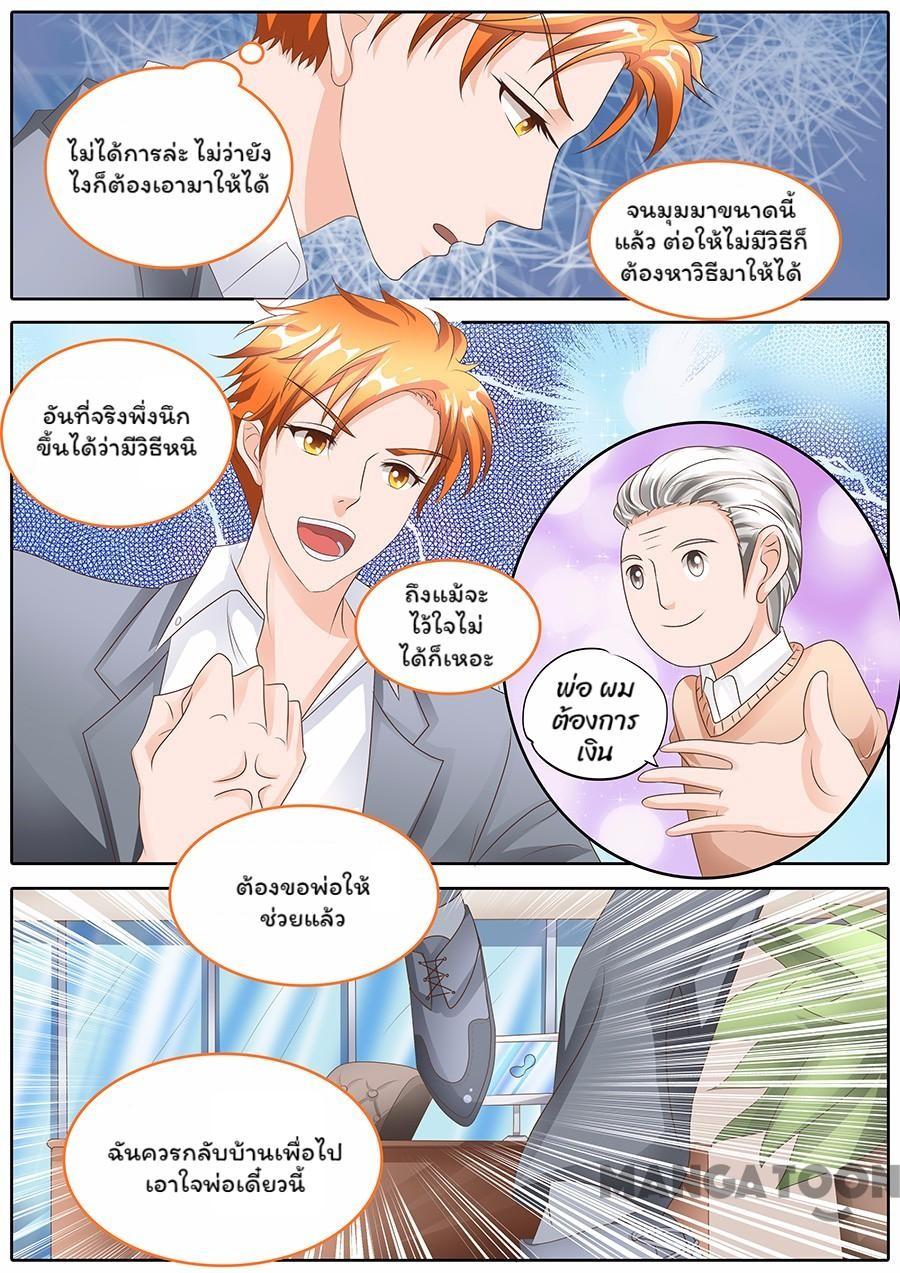 ไม่ได้การล่ะ ไม่ว่ายัง
ไงก็ต้องเอามาให้ได้
จนมุมมาขนาดนี้
แล้ว ต่อให้ไม่มีวิธีก็
ต้องหาวิธีมาให้ได้
อันที่จริงพึ่งนึก
ขึ้นได้ว่ามีวิธีหนิ
ถึงแม้จะ
ไว้ใจไม่
ได้ก็เหอะ
พ่อ ผม
ต้องการ
เงิน
ต้องขอพ่อให้
ช่วยแล้ว
ฉันควรกลับบ้านเพื่อไป
เอาใจพ่อเดี๋ยวนี้
MANGATOON